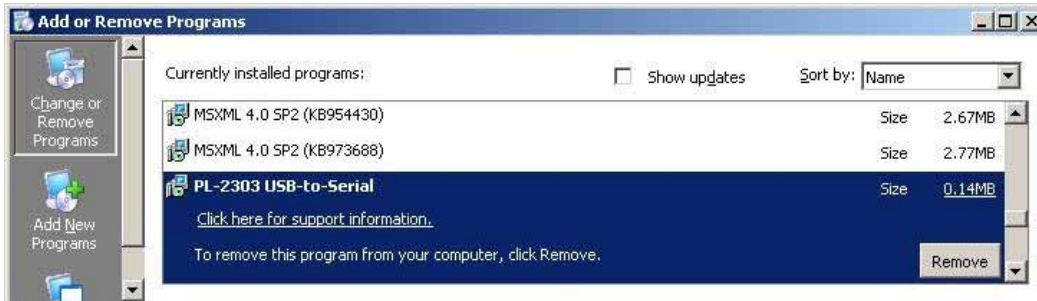 Add or Remove Programs
Currently installed programs:
Show updates
Sort by: Name
Change or
Remove
Programs
MSXML 4.0 SP2 (KB954430) Size 2.67MB
MSXML 4.0 SP2 (KB973688) Size 2.77MB
PL-2303 USB-to-Serial Size 0.14MB
Click here for support information.
Add New
Programs
To remove this program from your computer, click Remove.
Remove